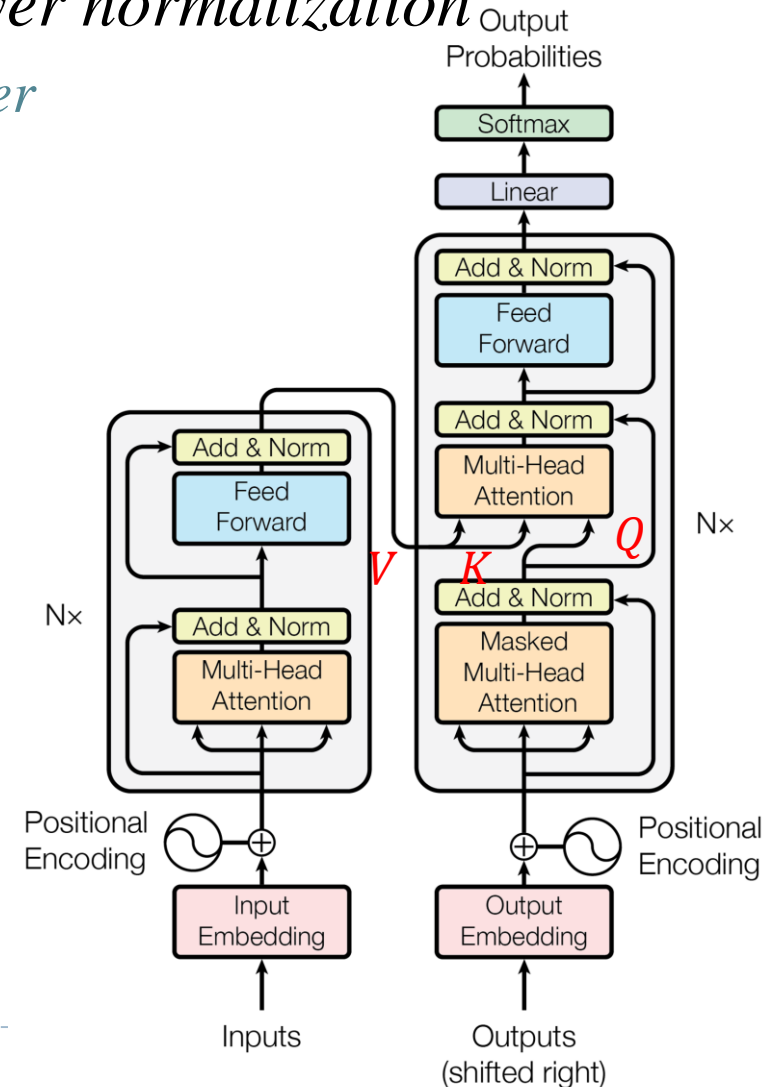 normalization
er
Output
Probabilities
Softmax
Linear
Add & Norm
Feed
Forward
Add & Norm
Multi-Head
Attention
Q
Nx
V
K
Add & Norm
Masked
Multi-Head
Attention
Add & Norm
Feed
Forward
Nx
Add & Norm
Multi-Head
Attention
Positional
Encoding
Positional
Encoding
Input
Embedding
Output
Embedding
Inputs
Outputs
(shifted right)